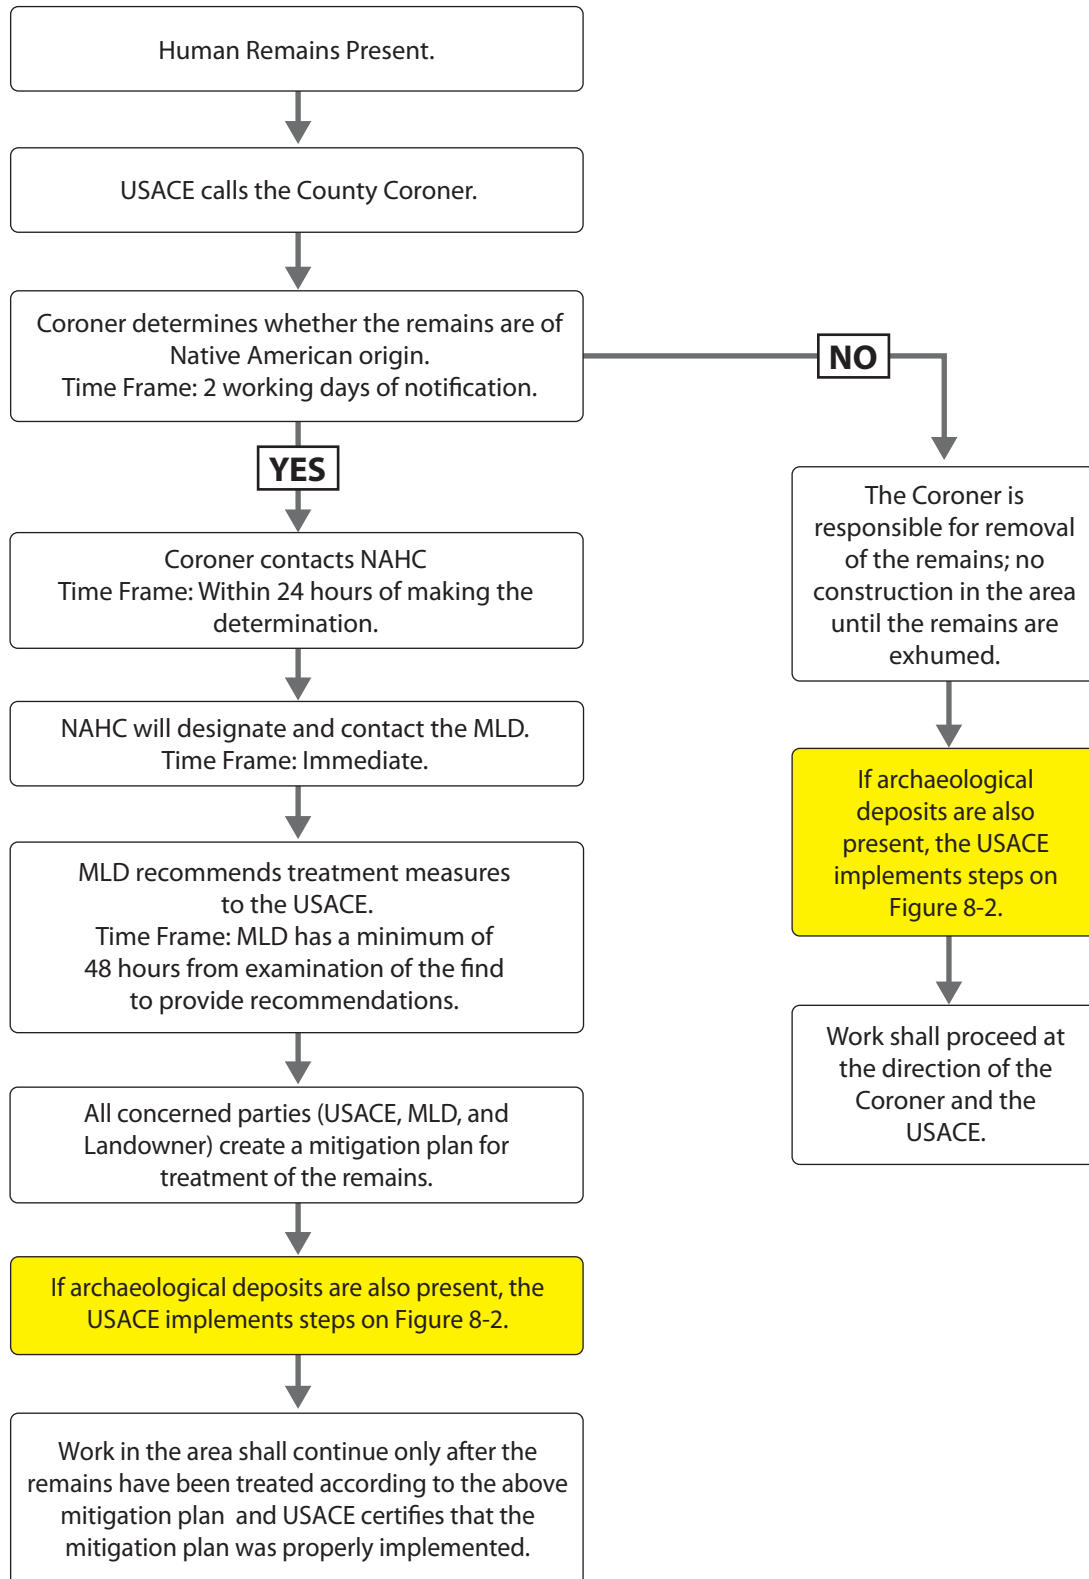 Human Remains Present.
USACE calls the County Coroner.
Coroner determines whether the remains are of
Native American origin.
Time Frame: 2 working days of notification.
NO
YES
The Coroner is
responsible for removal
of the remains; no
construction in the area
until the remains are
exhumed.
Coroner contacts NAHC
Time Frame: Within 24 hours of making the
determination.
NAHC will designate and contact the MLD.
Time Frame: Immediate.
If archaeological
deposits are also
present, the USACE
implements steps on
Figure 8-2.
MLD recommends treatment measures
to the USACE.
Time Frame: MLD has a minimum of
48 hours from examination of the find
to provide recommendations.
Work shall proceed at
the direction of the
Coroner and the
USACE.
All concerned parties (USACE, MLD, and
Landowner) create a mitigation plan for
treatment of the remains.
If archaeological deposits are also present, the
USACE implements steps on Figure 8-2.
Work in the area shall continue only after the
remains have been treated according to the above
mitigation plan and USACE certifies that the
mitigation plan was properly implemented.